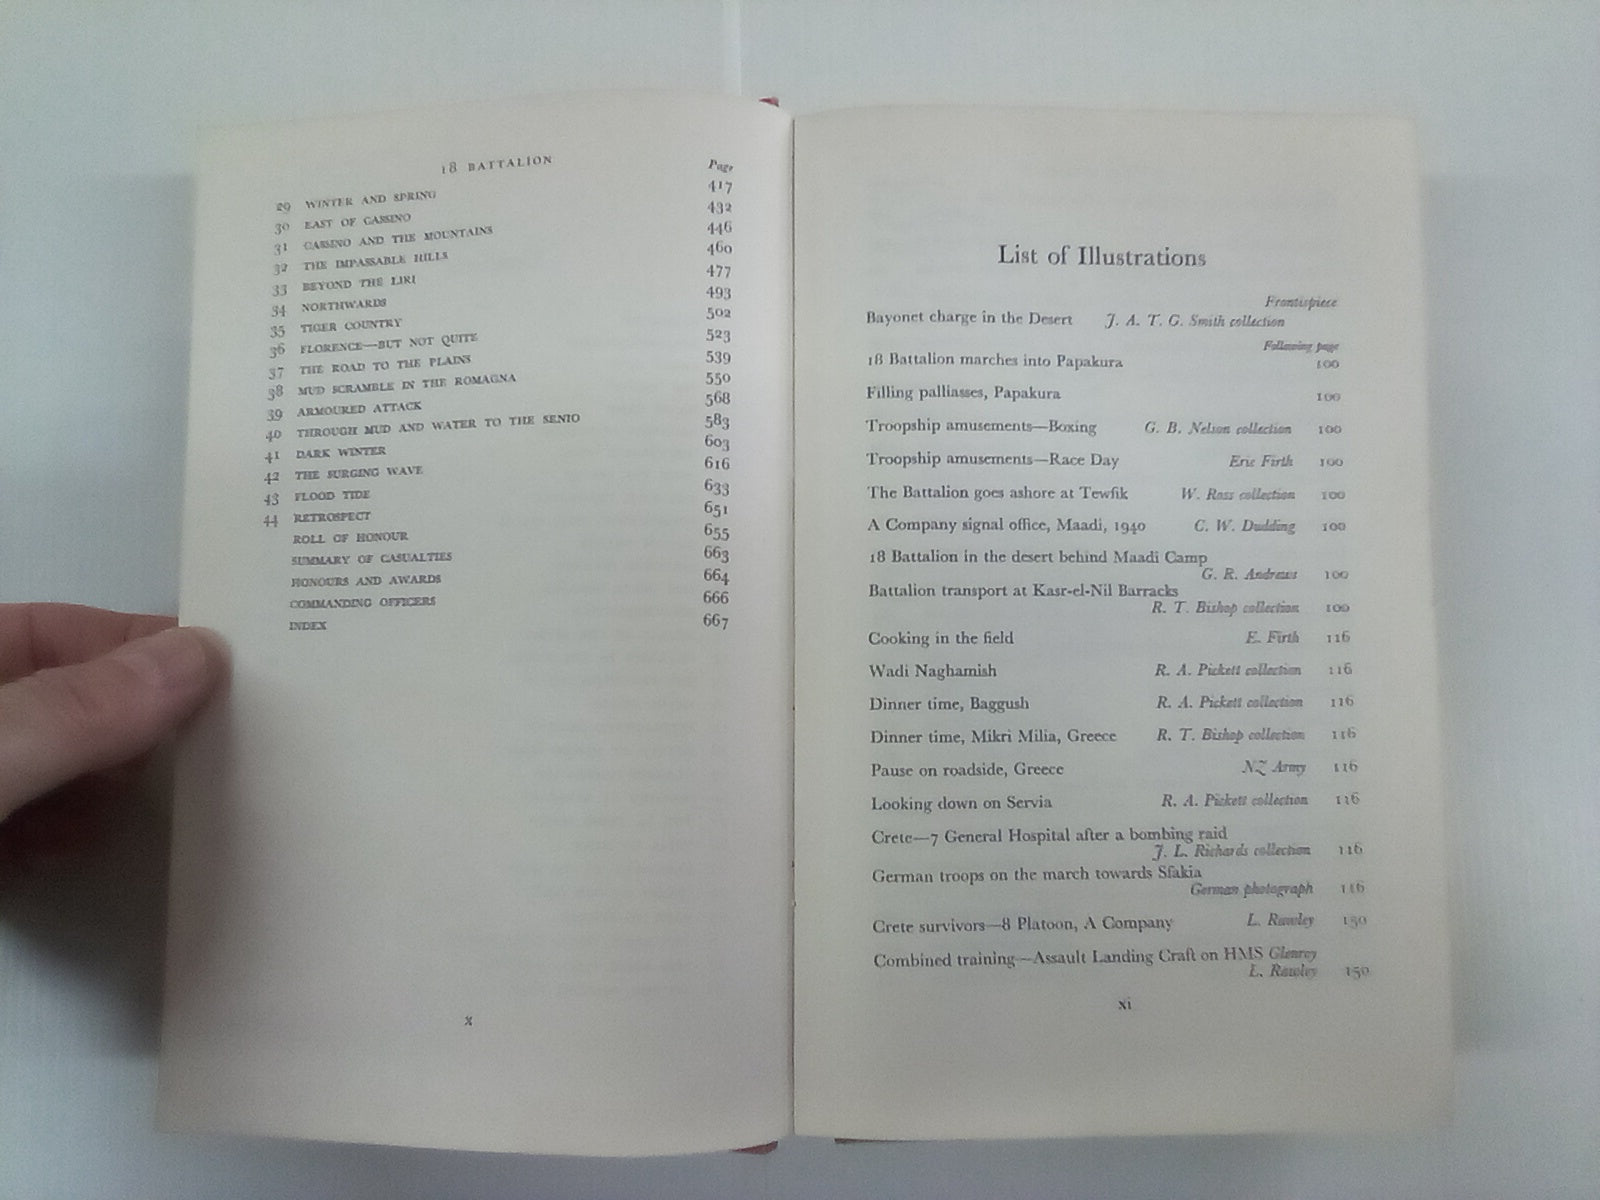 18 BATTALION
Page
29 WINTER AND SPRING 417
30 EAST OF CASSINO 432
31 CASSINO AND THE MOUNTAINS 446
32 THE IMPASSABLE HILLS 460
33 BEYOND THE LIRI 477
34 NORTHWARDS 493
35 TIGER COUNTRY 502
36 FLORENCE—BUT NOT QUITE 523
37 THE ROAD TO THE PLAINS 539
38 MUD SCRAMBLE IN THE ROMAGNA 550
39 ARMOURED ATTACK 568
40 THROUGH MUD AND WATER TO THE SENIO 583
41 DARK WINTER 603
42 THE SURGING WAVE 616
43 FLOOD TIDE 633
44 RETROSPECT 651
ROLL OF HONOUR 655
SUMMARY OF CASUALTIES 663
HONOURS AND AWARDS 664
COMMANDING OFFICERS 666
INDEX 667
x
List of Illustrations
Frontispiece
Bayonet charge in the Desert J. A. T. G. Smith collection
Following page
18 Battalion marches into Papakura 100
Filling palliasses, Papakura 100
Troopship amusements—Boxing G. B. Nelson collection 100
Troopship amusements—Race Day Eric Firth 100
The Battalion goes ashore at Tewfik W. Ross collection 100
A Company signal office, Maadi, 1940 C. W. Dudding 100
18 Battalion in the desert behind Maadi Camp
G. R. Andrews 100
Battalion transport at Kasr-el-Nil Barracks
R. T. Bishop collection 100
Cooking in the field E. Firth 116
Wadi Naghamish R. A. Pickett collection 116
Dinner time, Baggush R. A. Pickett collection 116
Dinner time, Mikri Milia, Greece R. T. Bishop collection 116
Pause on roadside, Greece NZ Army 116
Looking down on Servia R. A. Pickett collection 116
Crete—7 General Hospital after a bombing raid
J. L. Richards collection 116
German troops on the march towards Sfakia
German photograph 116
Crete survivors—8 Platoon, A Company L. Rawley 150
Combined training—Assault Landing Craft on HMS Glenroy
L. Rawley 150
xi